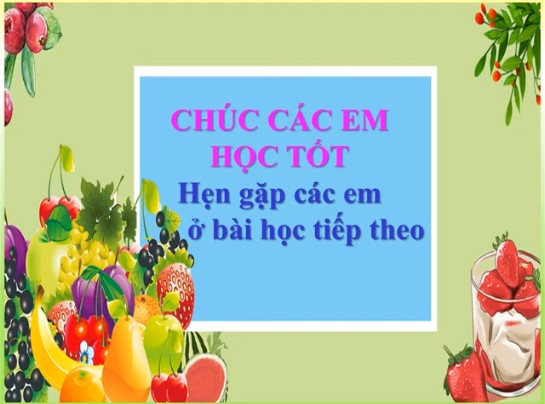 CHÚC CÁC EM
HỌC TỐT
Hẹn gặp các em
ở bài học tiếp theo